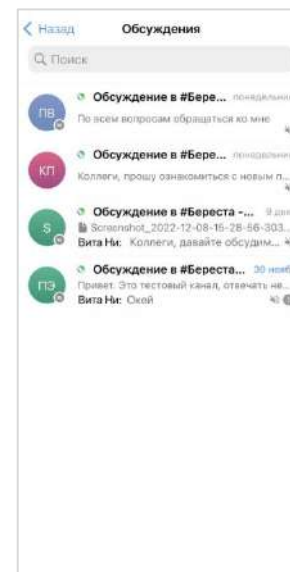 Назад Обсуждения
Поиск
ПВ
Обсуждение в #Бере...
По всем вопросам обращаться ко мне
КП
Обсуждение в #Бере...
Коллеги, прошу ознакомиться с новым п...
S
Обсуждение в #Береста -... 9 дек
Screenshot_2022-12-08-15-28-56-303...
Вита Ни: Коллеги, давайте обсудим...
ПЭ
Обсуждение в #Береста... 30 нояб
Привет. Это тестовый канал, отвечать не...
Вита Ни: Окей